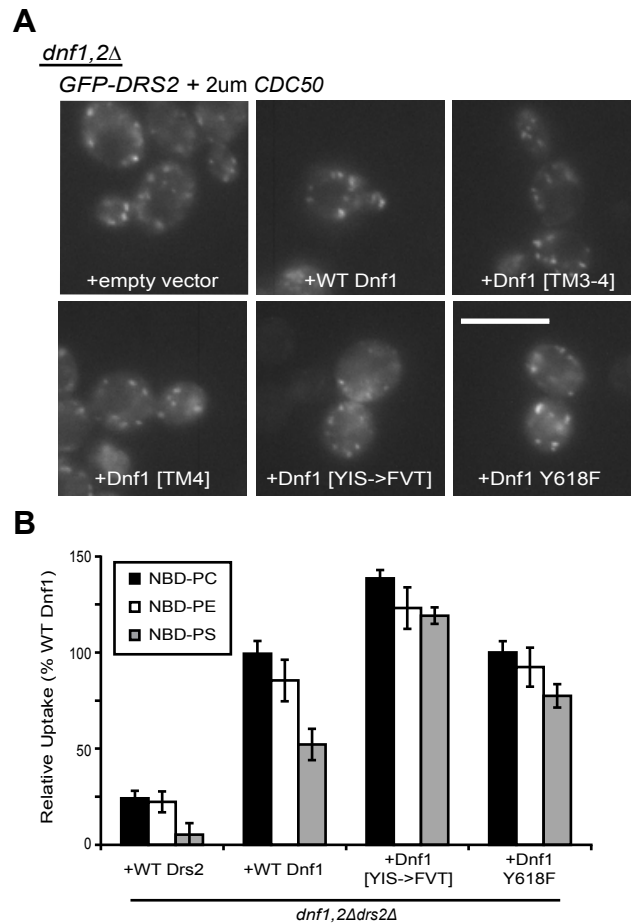 A
dnf1,2Δ
GFP-DRS2 + 2um CDC50
+empty vector
+WT Dnf1
+Dnf1 [TM3-4]
+Dnf1 [TM4]
+Dnf1 [YIS->FVT]
+Dnf1 Y618F
B
Relative Uptake (% WT Dnf1)
150
100
50
0
NBD-PC
NBD-PE
NBD-PS
+WT Drs2
+WT Dnf1
+Dnf1
[YIS->FVT]
+Dnf1
Y618F
dnf1,2Δdrs2Δ